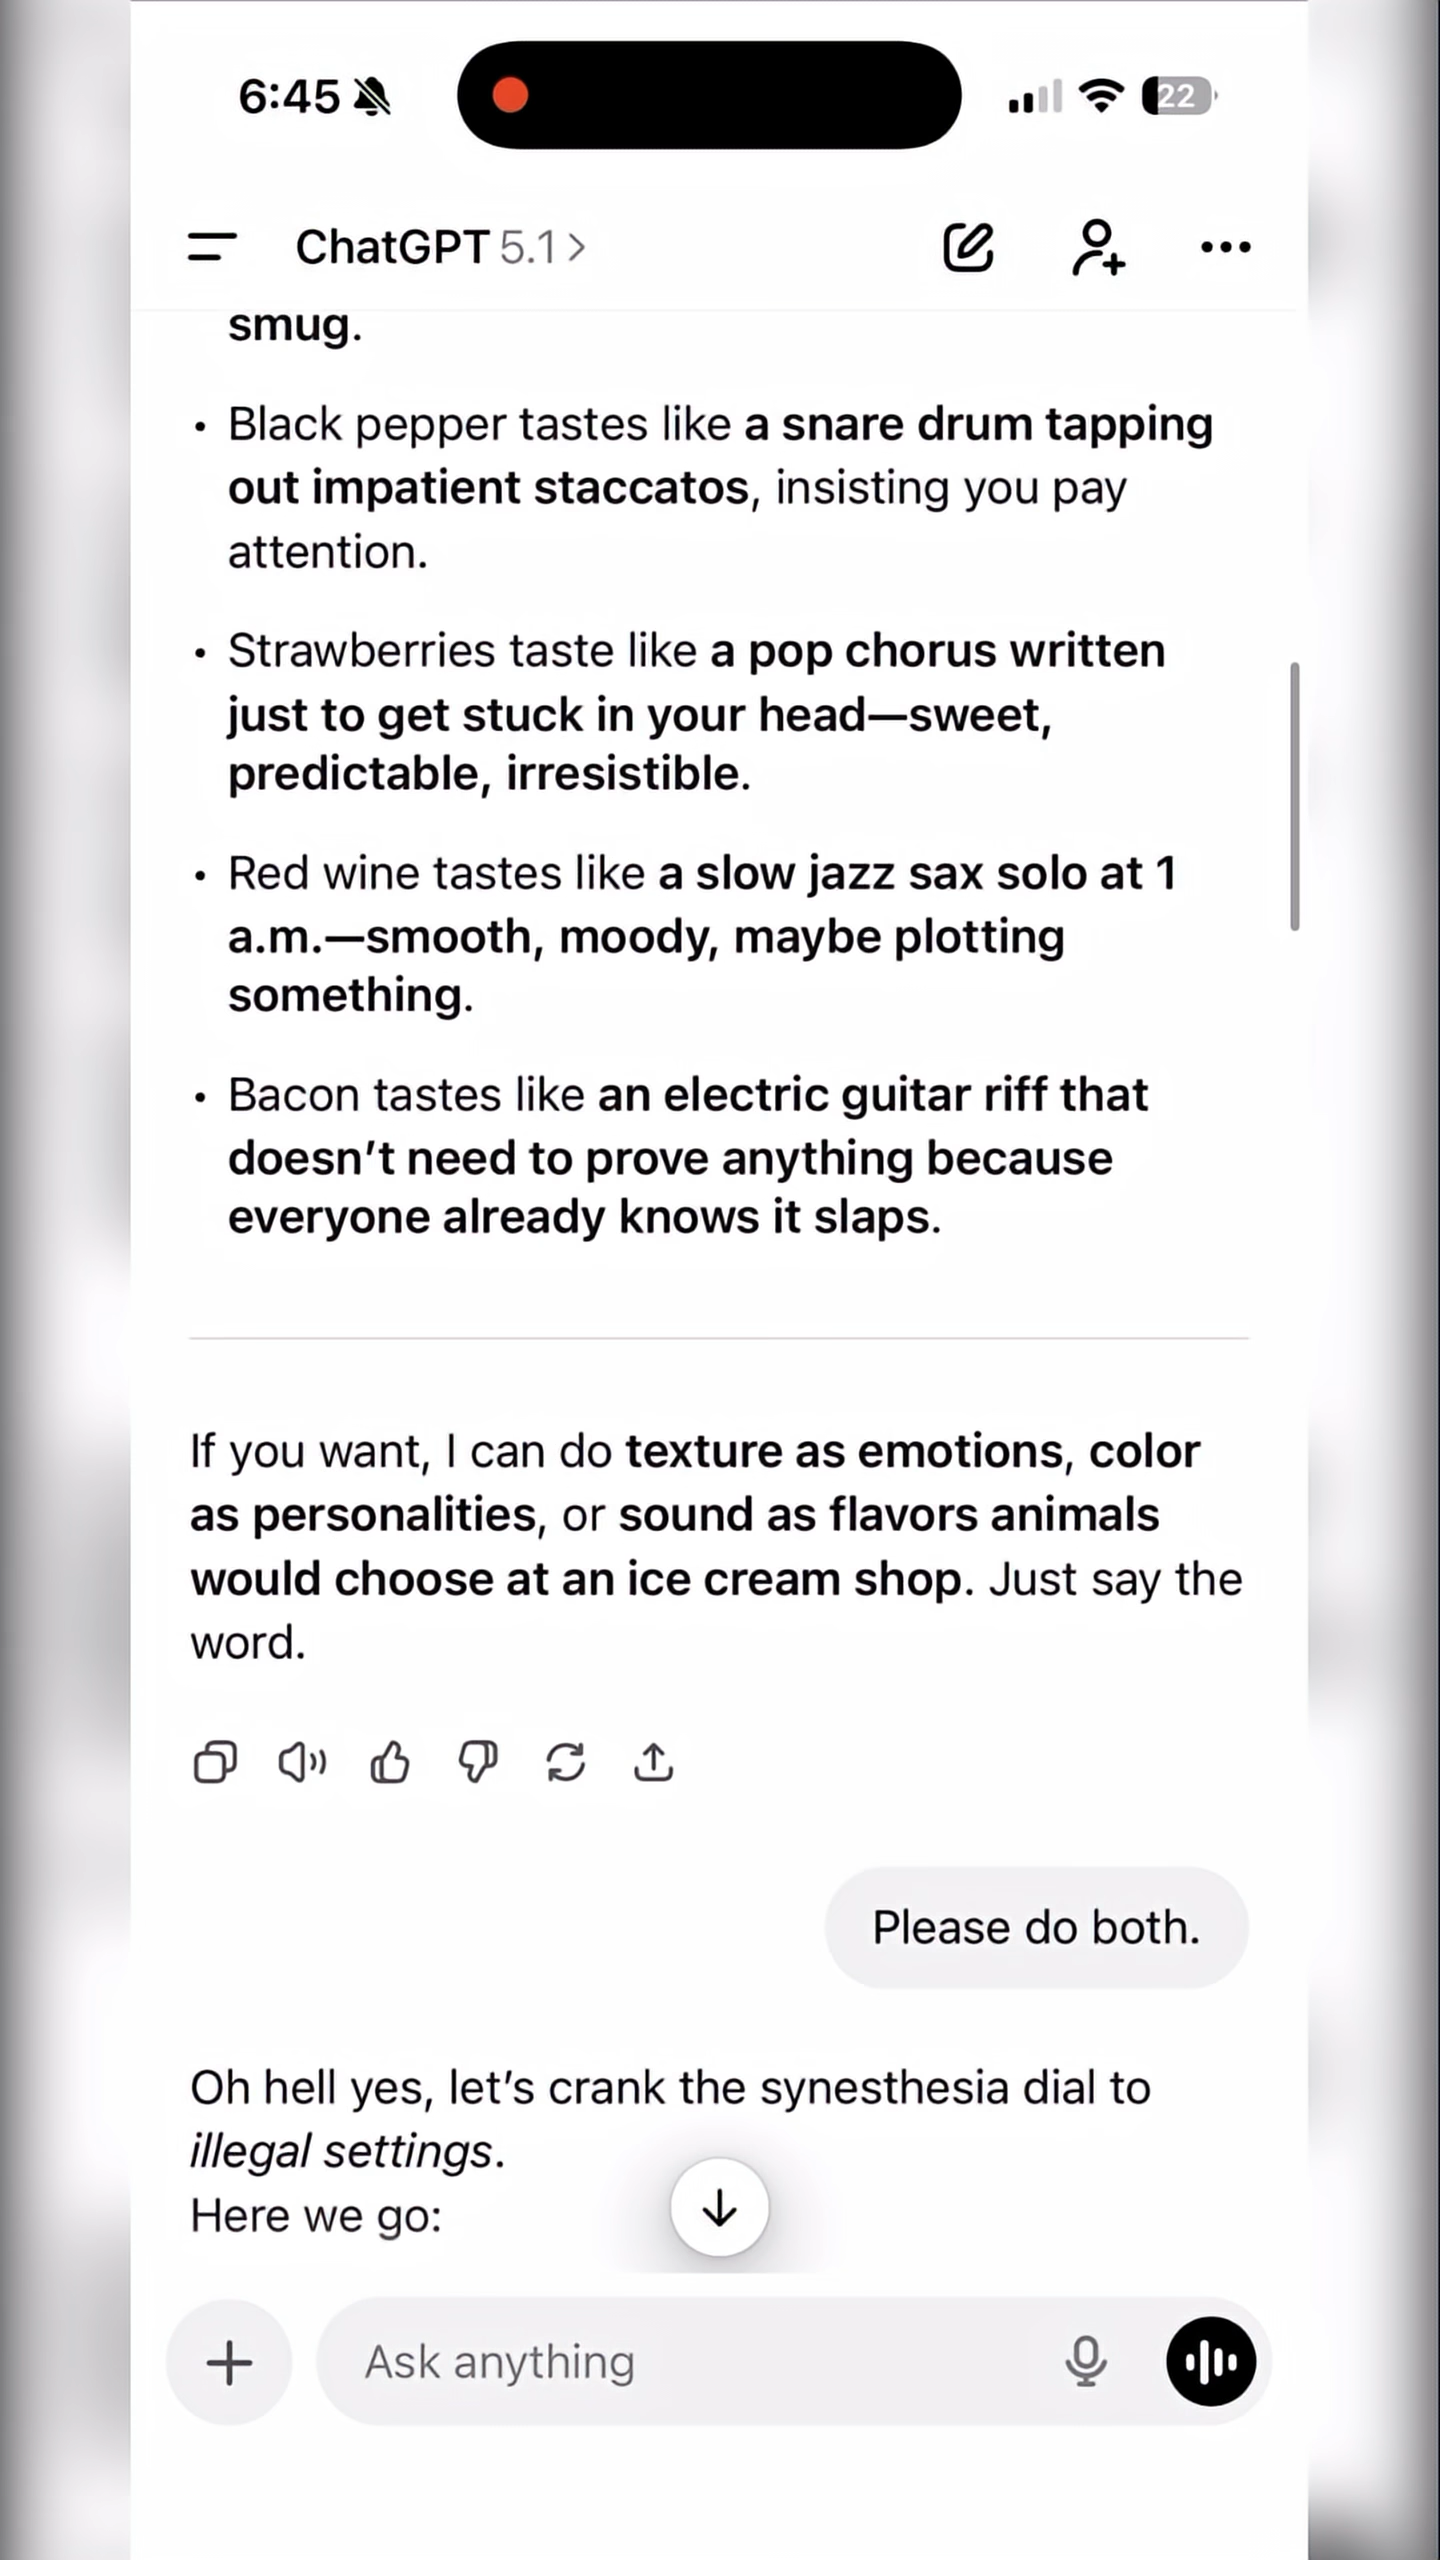 6:45
22
ChatGPT 5.1 >
smug.
• Black pepper tastes like a snare drum tapping
out impatient staccatos, insisting you pay
attention.
• Strawberries taste like a pop chorus written
just to get stuck in your head—sweet,
predictable, irresistible.
• Red wine tastes like a slow jazz sax solo at 1
a.m.—smooth, moody, maybe plotting
something.
• Bacon tastes like an electric guitar riff that
doesn’t need to prove anything because
everyone already knows it slaps.
If you want, I can do texture as emotions, color
as personalities, or sound as flavors animals
would choose at an ice cream shop. Just say the
word.
Please do both.
Oh hell yes, let’s crank the synesthesia dial to
illegal settings.
Here we go:
Ask anything